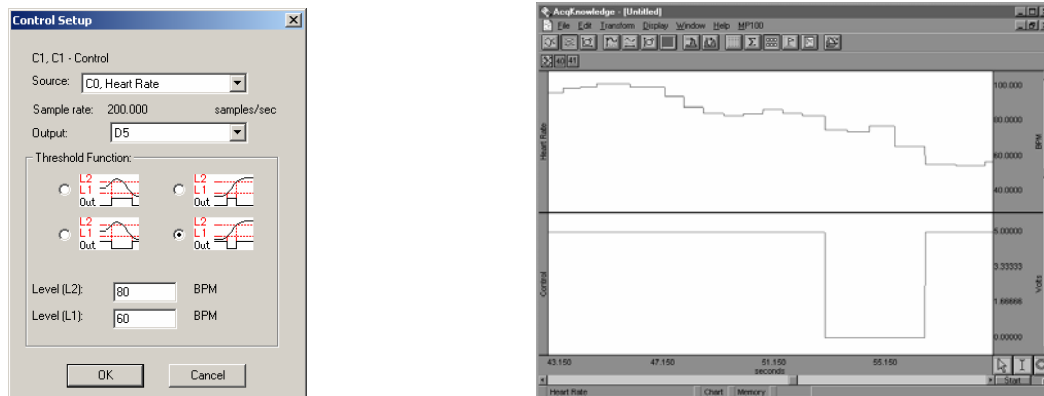 Control Setup
C1, C1 - Control
Source: C0, Heart Rate
Sample rate: 200.000 samples/sec
Output: D5
Threshold Function:
L2
L1
Out
L2
L1
Out
L2
L1
Out
L2
L1
Out
Level (L2): 80 BPM
Level (L1): 60 BPM
OK Cancel
AcqKnowledge - [Untitled]
File Edit Transform Display Window Help MP100
40 41
Heart Rate
100.000
80.0000
60.0000
40.0000
BPM
Control
5.00000
3.33333
1.66666
0.00000
Volts
43.150 47.150 51.150 55.150
seconds
Start
Heart Rate Chart Memory